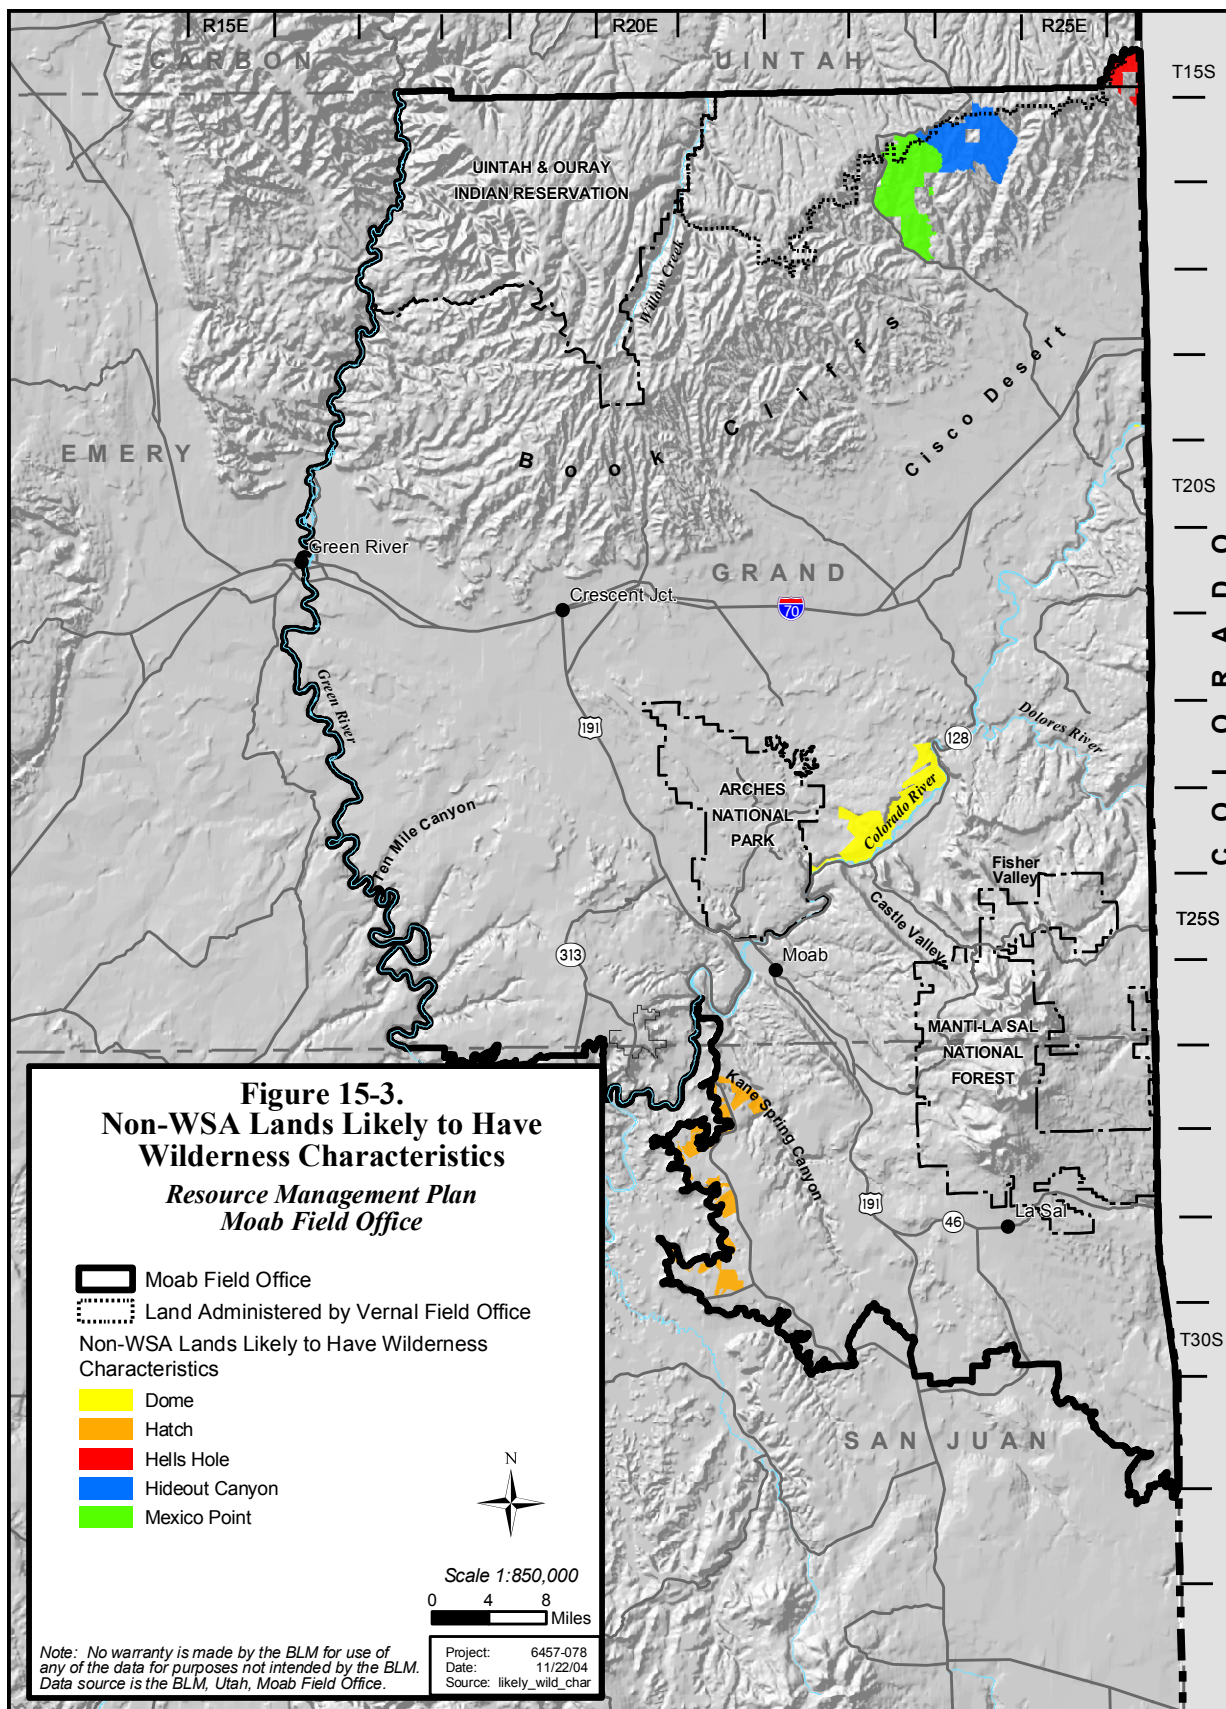 R15E
R20E
R25E
CARBON
UINTAH
T15S
UINTAH & OURAY
INDIAN RESERVATION
Willow Creek
Book Cliffs
Cisco Desert
EMERY
T20S
Green River
GRAND
Crescent Jct.
70
COLORADO
Green River
191
Dolores River
128
ARCHES
NATIONAL
PARK
Colorado River
Ten Mile Canyon
Fisher
Valley
Castle Valley
T25S
313
Moab
MANTI-LA SAL
NATIONAL
FOREST
Kane Spring Canyon
191
46
La Sal
T30S
SAN JUAN
Figure 15-3.
Non-WSA Lands Likely to Have
Wilderness Characteristics
Resource Management Plan
Moab Field Office
Moab Field Office
Land Administered by Vernal Field Office
Non-WSA Lands Likely to Have Wilderness
Characteristics
Dome
Hatch
Hells Hole
Hideout Canyon
Mexico Point
N
Scale 1:850,000
0 4 8
Miles
Note: No warranty is made by the BLM for use of
any of the data for purposes not intended by the BLM.
Data source is the BLM, Utah, Moab Field Office.
Project: 6457-078
Date: 11/22/04
Source: likely_wild_char